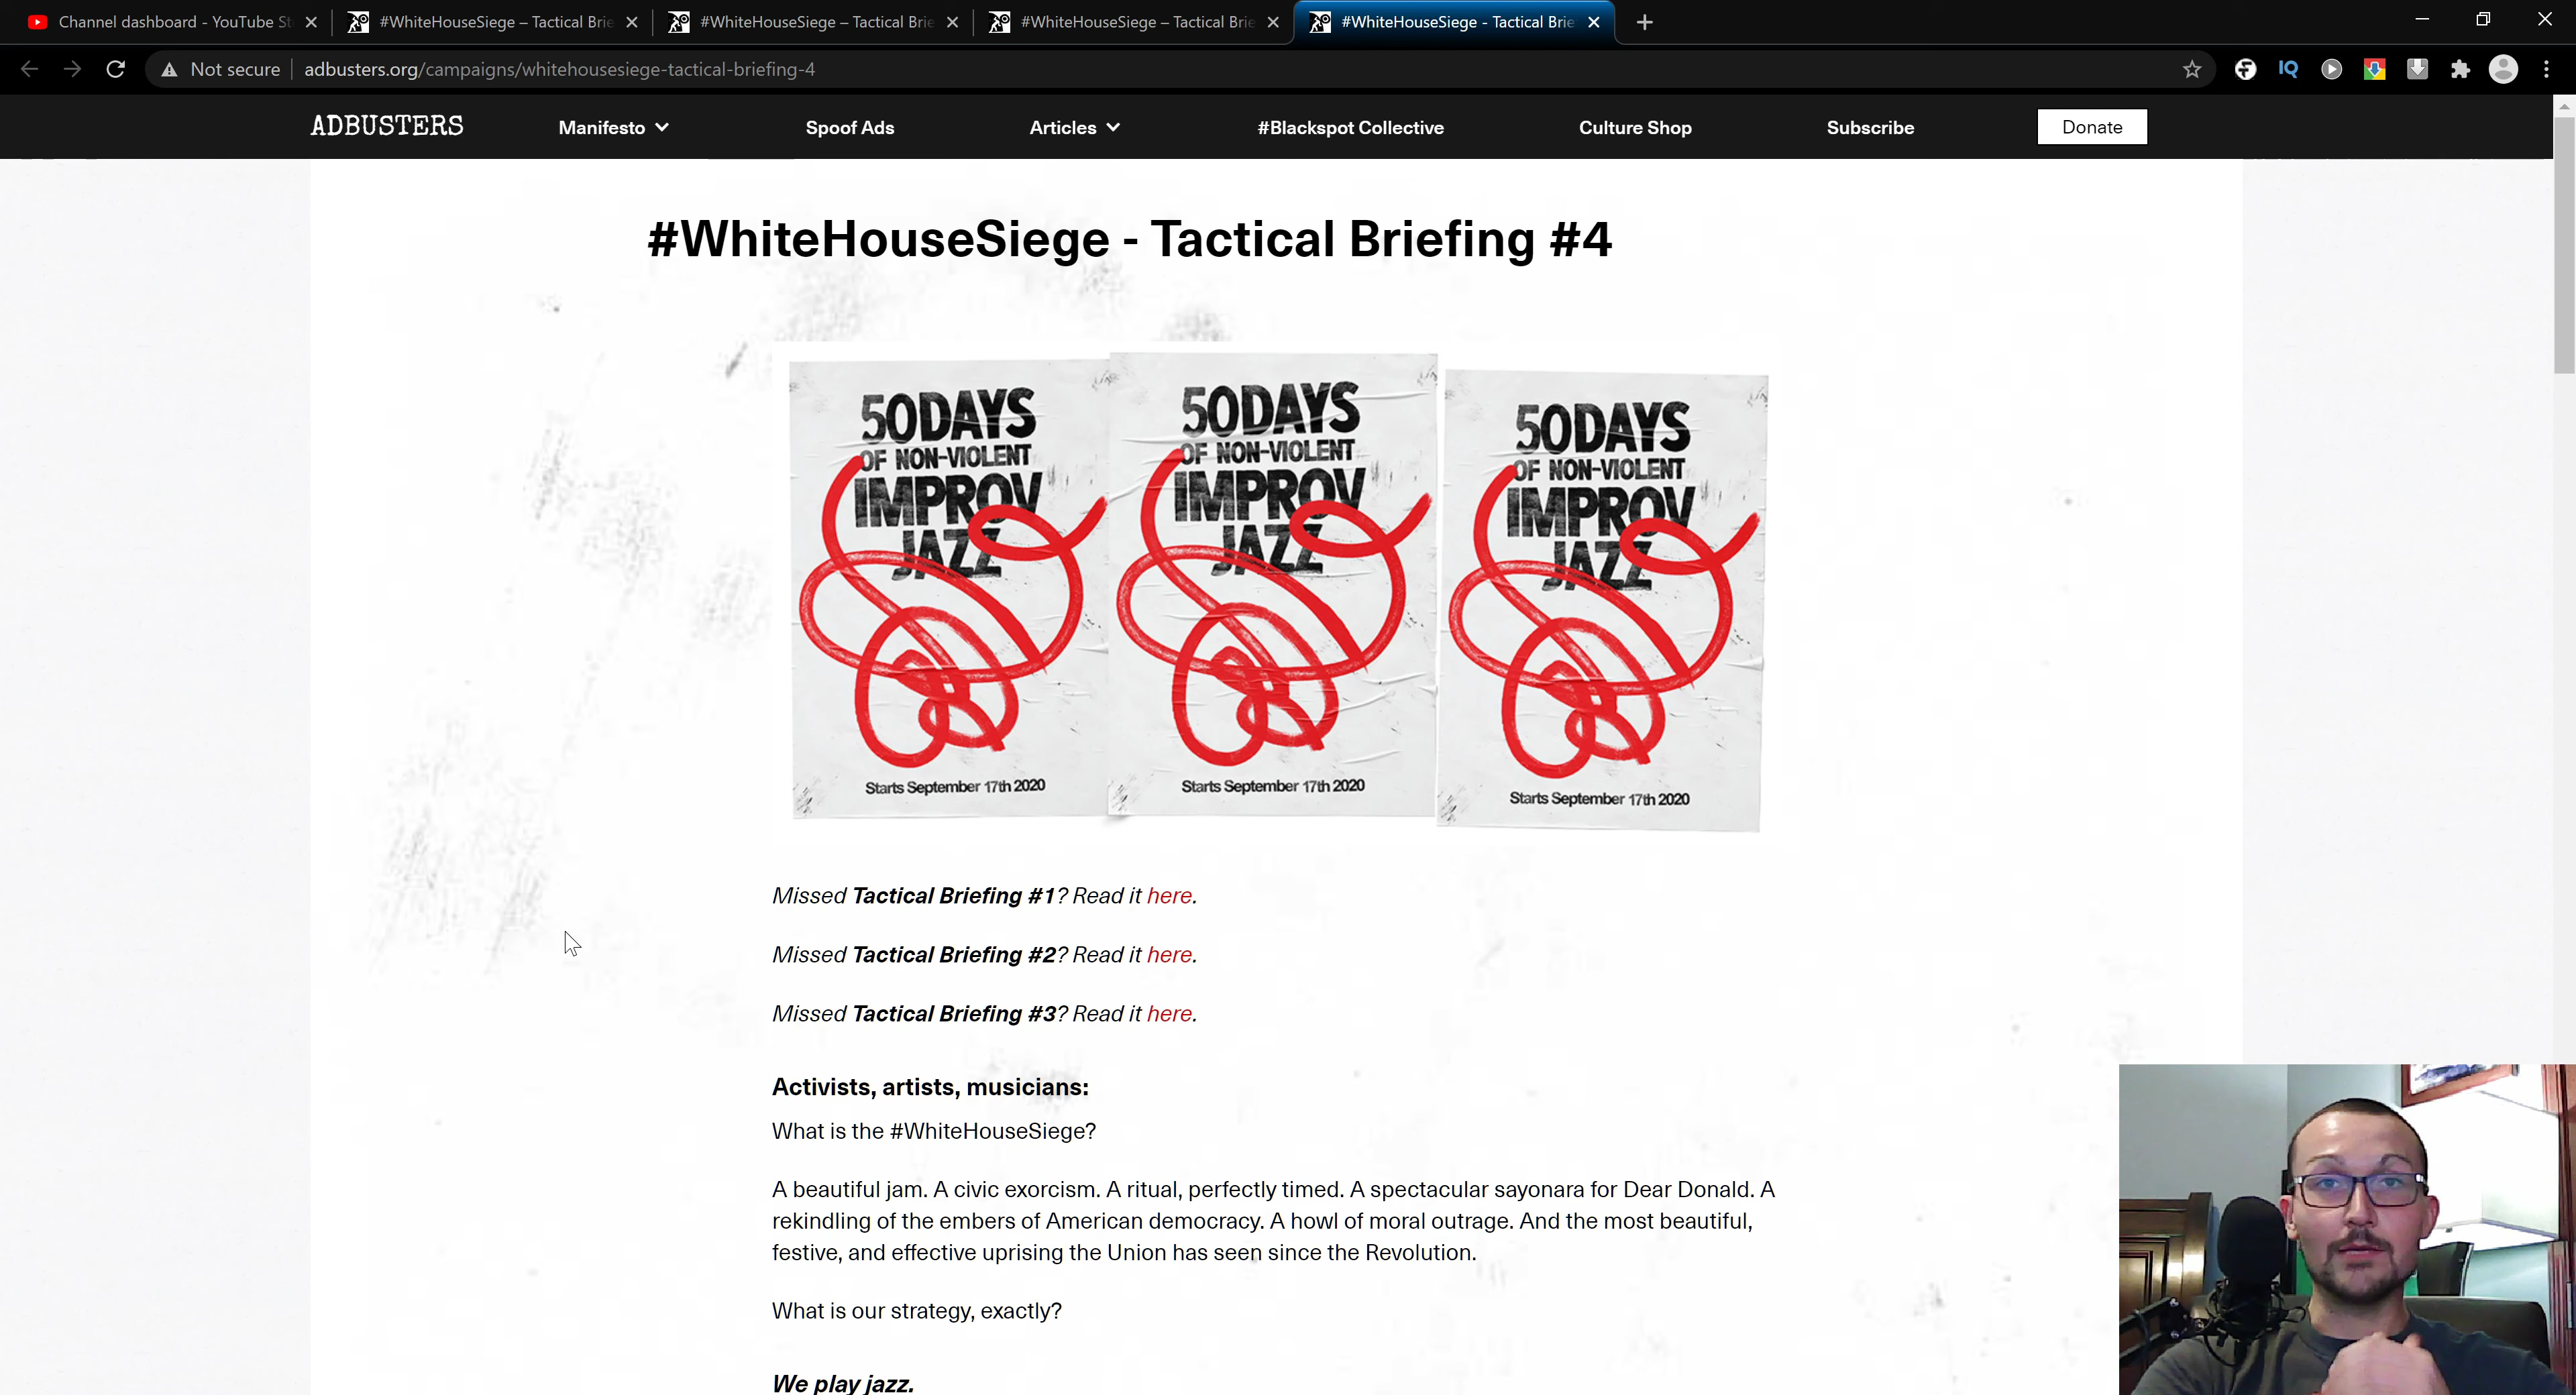 Channel dashboard - YouTube St
#WhiteHouseSiege – Tactical Brie
#WhiteHouseSiege – Tactical Brie
#WhiteHouseSiege – Tactical Brie
#WhiteHouseSiege - Tactical Brie
Not secure
adbusters.org/campaigns/whitehousesiege-tactical-briefing-4
IQ
ADBUSTERS
Manifesto
Spoof Ads
Articles
#Blackspot Collective
Culture Shop
Subscribe
Donate
#WhiteHouseSiege - Tactical Briefing #4
50DAYS
OF NON-VIOLENT
IMPROV
JAZZ
Starts September 17th 2020
50DAYS
OF NON-VIOLENT
IMPROV
JAZZ
Starts September 17th 2020
50DAYS
OF NON-VIOLENT
IMPROV
JAZZ
Starts September 17th 2020
Missed Tactical Briefing #1? Read it here.
Missed Tactical Briefing #2? Read it here.
Missed Tactical Briefing #3? Read it here.
Activists, artists, musicians:
What is the #WhiteHouseSiege?
A beautiful jam. A civic exorcism. A ritual, perfectly timed. A spectacular sayonara for Dear Donald. A
rekindling of the embers of American democracy. A howl of moral outrage. And the most beautiful,
festive, and effective uprising the Union has seen since the Revolution.
What is our strategy, exactly?
We play jazz.